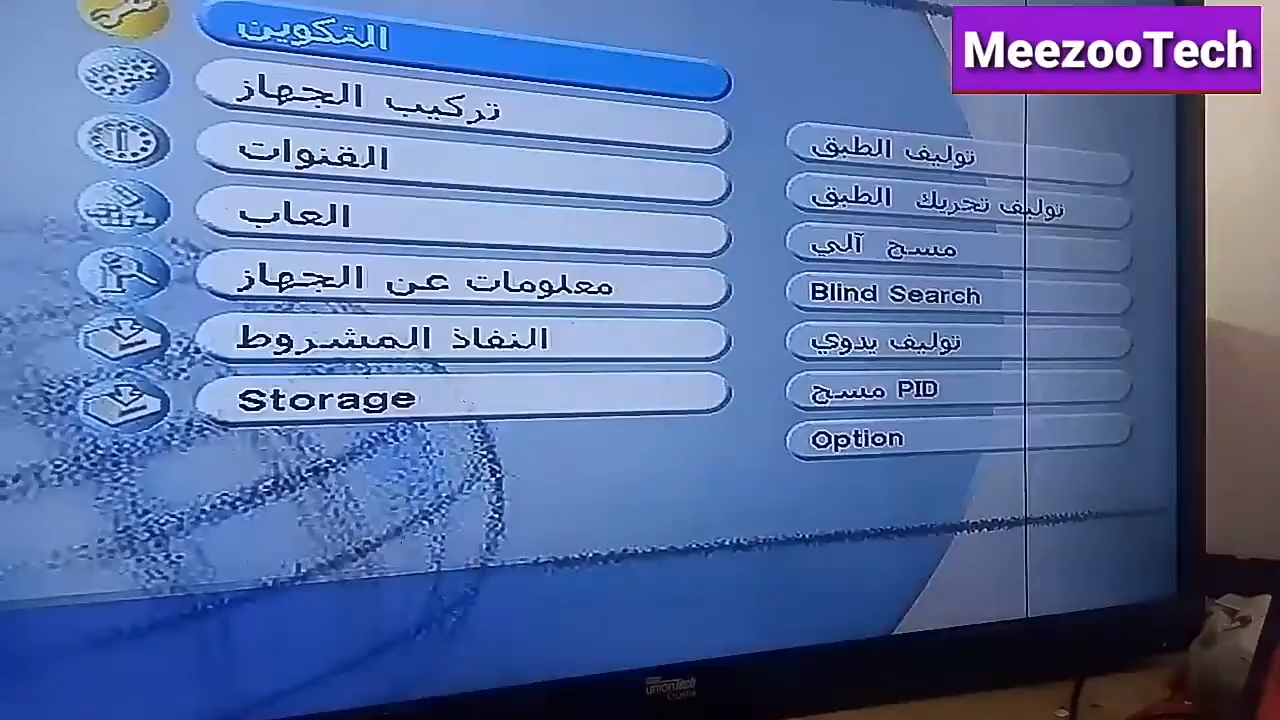 MeezooTech
التكوين
تركيب الجهاز
القنوات
العاب
معلومات عن الجهاز
النفاذ المشروط
Storage
توليف الطبق
توليف تحريك الطبق
مسح آلي
Blind Search
توليف يدوي
مسح PID
Option
unionTech